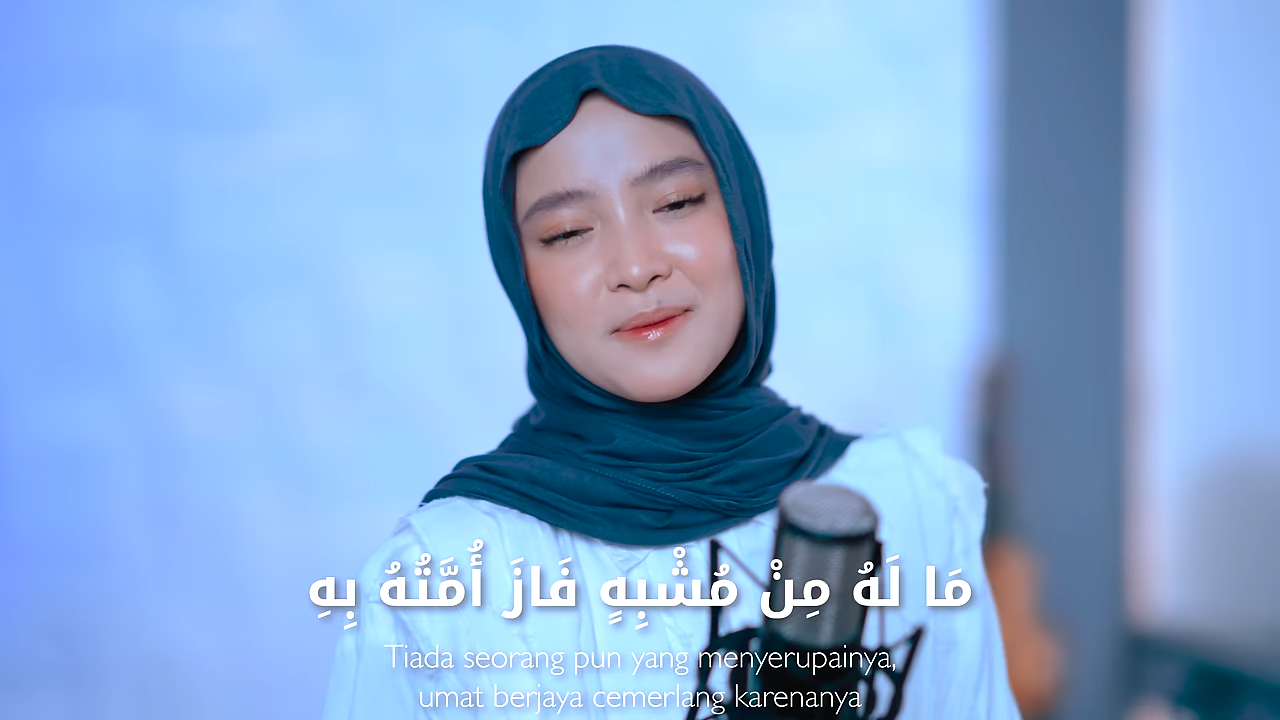 مَا لَهُ مِنْ مُشْبِهٍ فَازَ أُمَّتُهُ بِهِ
Tiada seorang pun yang menyerupainya,
umat berjaya cemerlang karenanya